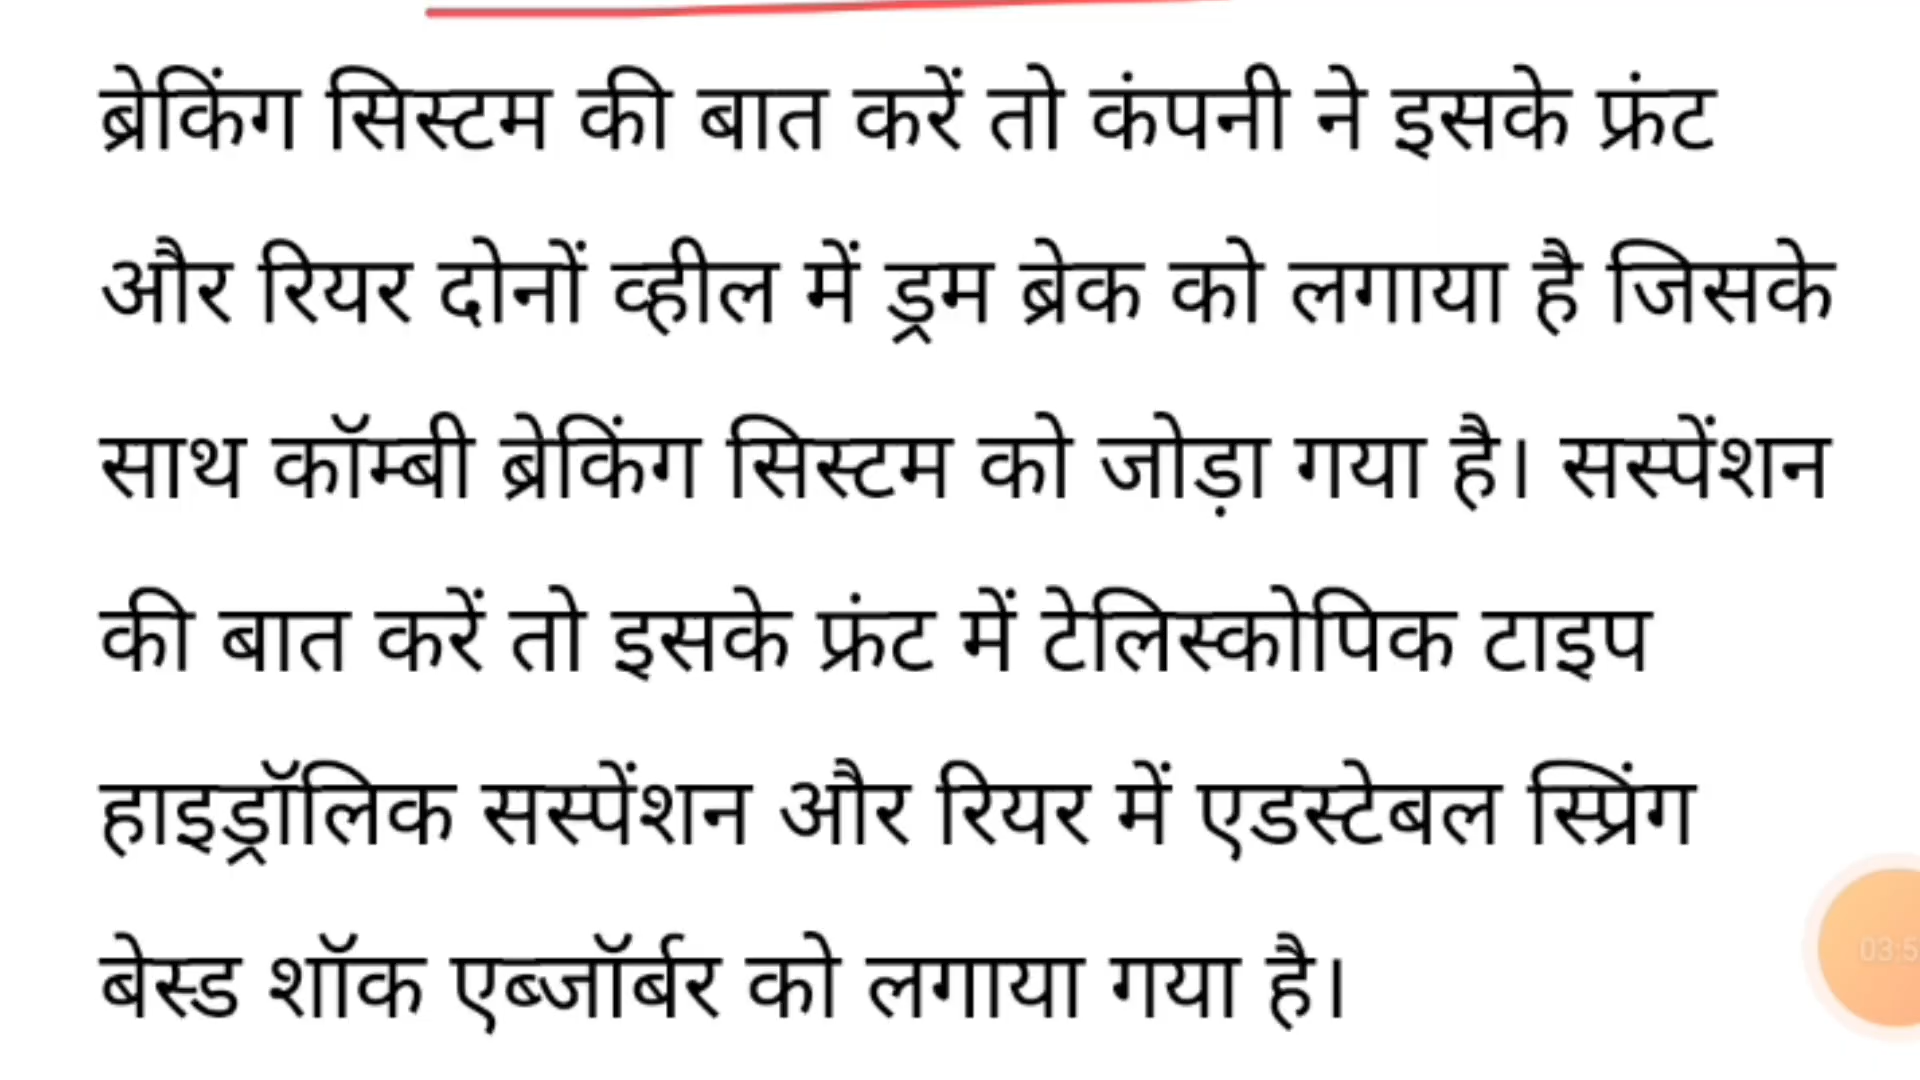 ब्रेकिंग सिस्टम की बात करें तो कंपनी ने इसके फ्रंट
और रियर दोनों व्हील में ड्रम ब्रेक को लगाया है जिसके
साथ कॉम्बी ब्रेकिंग सिस्टम को जोड़ा गया है। सस्पेंशन
की बात करें तो इसके फ्रंट में टेलिस्कोपिक टाइप
हाइड्रॉलिक सस्पेंशन और रियर में एडस्टेबल स्प्रिंग
बेस्ड शॉक एब्जॉर्बर को लगाया गया है।